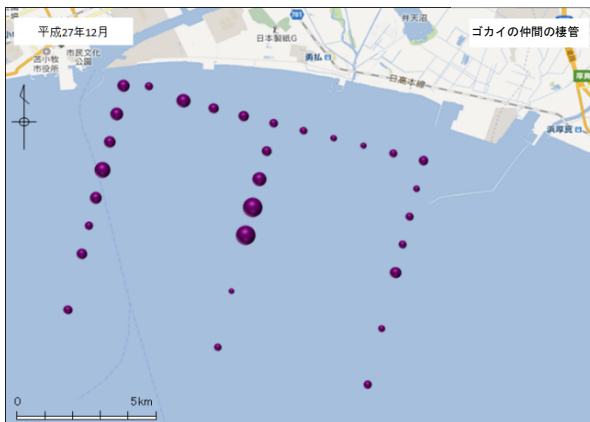 平成27年12月
ゴカイの仲間の棲管
弁天沼
日本製紙G
勇払
苫小牧
市役所
市民文化
公園
日高本線
浜厚真
0 5km